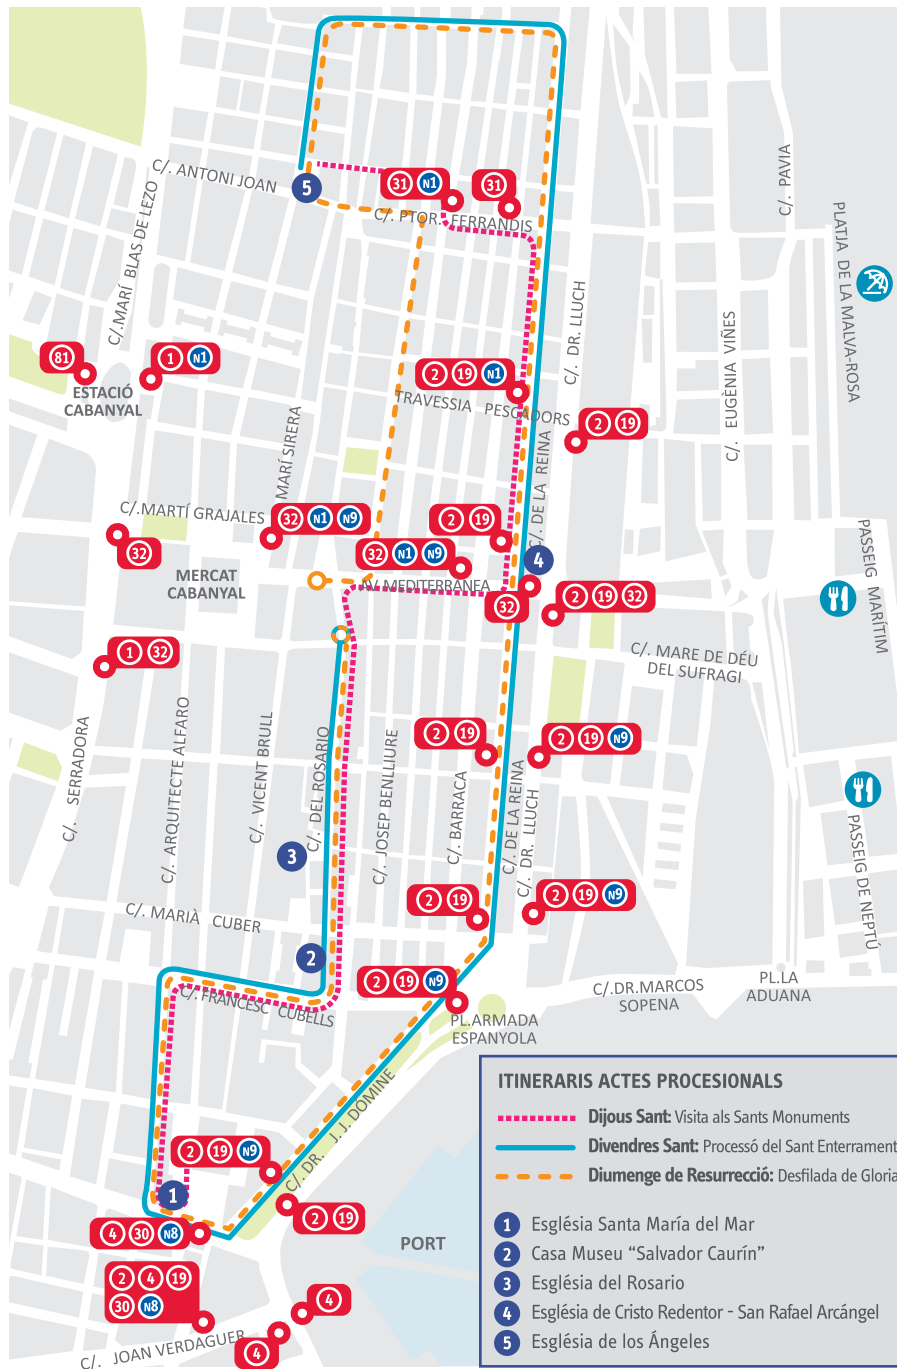 C/. ANTONI JOAN
5
31 N1
31
C/. PTOR. FERRANDIS
C/. PAVIA
C/.MARÍ BLAS DE LEZO
PLATJA DE LA MALVA-ROSA
C/. DR. LLUCH
C/. EUGÈNIA VIÑES
81
1 N1
ESTACIÓ
CABANYAL
2 19 N1
TRAVESSIA PESCADORS
2 19
MARÍ SIRERA
C/. DE LA REINA
C/.MARTÍ GRAJALES
32 N1 N9
2 19
32
32 N1 N9
4
PASSEIG MARÍTIM
MERCAT
CABANYAL
AV. MEDITERRANEA
32
2 19 32
1 32
C/. MARE DE DÉU
DEL SUFRAGI
C/. SERRADORA
C/. ARQUITECTE ALFARO
C/. VICENT BRULL
C/. DEL ROSARIO
C/. JOSEP BENLLIURE
2 19
C/. BARRACA
C/. DE LA REINA
C/. DR. LLUCH
2 19 N9
3
PASSEIG DE NEPTÚ
2 19
2 19 N9
C/. MARIÀ CUBER
2
2 19 N9
C/. FRANCESC CUBELLS
C/.DR.MARCOS
SOPENA
PL.LA
ADUANA
PL.ARMADA
ESPANYOLA
C/. DR. J. J. DOMINE
2 19 N9
1
2 19
4 30 N8
PORT
2 4 19
30 N8
4
4
C/. JOAN VERDAGUER
ITINERARIS ACTES PROCESIONALS
Dijous Sant: Visita als Sants Monuments
Divendres Sant: Processó del Sant Enterrament
Diumenge de Resurrecció: Desfilada de Gloria
1 Església Santa María del Mar
2 Casa Museu “Salvador Caurín”
3 Església del Rosario
4 Església de Cristo Redentor - San Rafael Arcángel
5 Església de los Ángeles